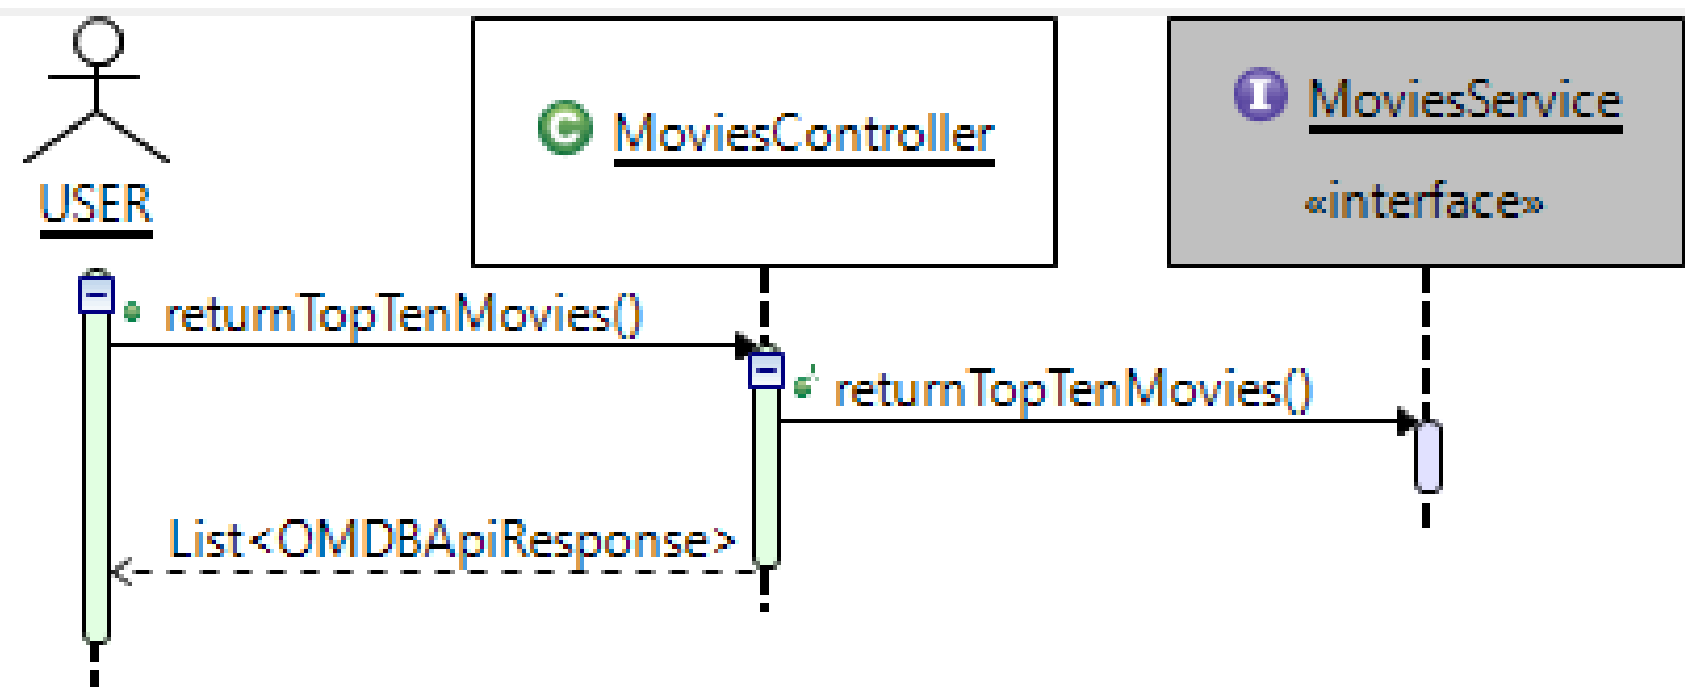 C MoviesController
I MoviesService
«interface»
USER
returnTopTenMovies()
returnTopTenMovies()
List<OMDBApiResponse>